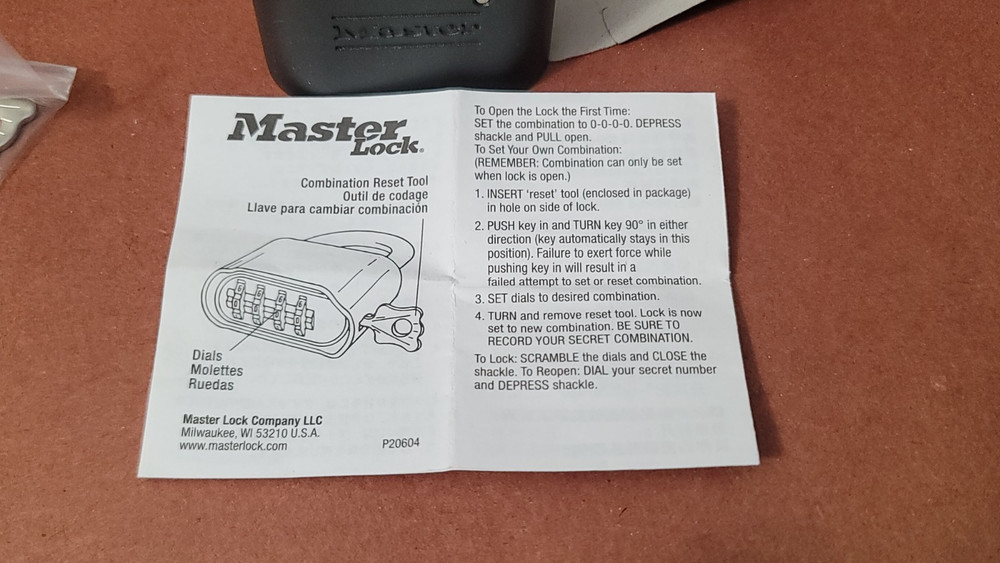 Master
Master
Lock®
Combination Reset Tool
Outil de codage
Llave para cambiar combinación
Dials
Molettes
Ruedas
Master Lock Company LLC
Milwaukee, WI 53210 U.S.A.
www.masterlock.com
P20604
To Open the Lock the First Time:
SET the combination to 0-0-0-0. DEPRESS
shackle and PULL open.
To Set Your Own Combination:
(REMEMBER: Combination can only be set
when lock is open.)
1. INSERT 'reset' tool (enclosed in package)
in hole on side of lock.
2. PUSH key in and TURN key 90° in either
direction (key automatically stays in this
position). Failure to exert force while
pushing key in will result in a
failed attempt to set or reset combination.
3. SET dials to desired combination.
4. TURN and remove reset tool. Lock is now
set to new combination. BE SURE TO
RECORD YOUR SECRET COMBINATION.
To Lock: SCRAMBLE the dials and CLOSE the
shackle. To Reopen: DIAL your secret number
and DEPRESS shackle.